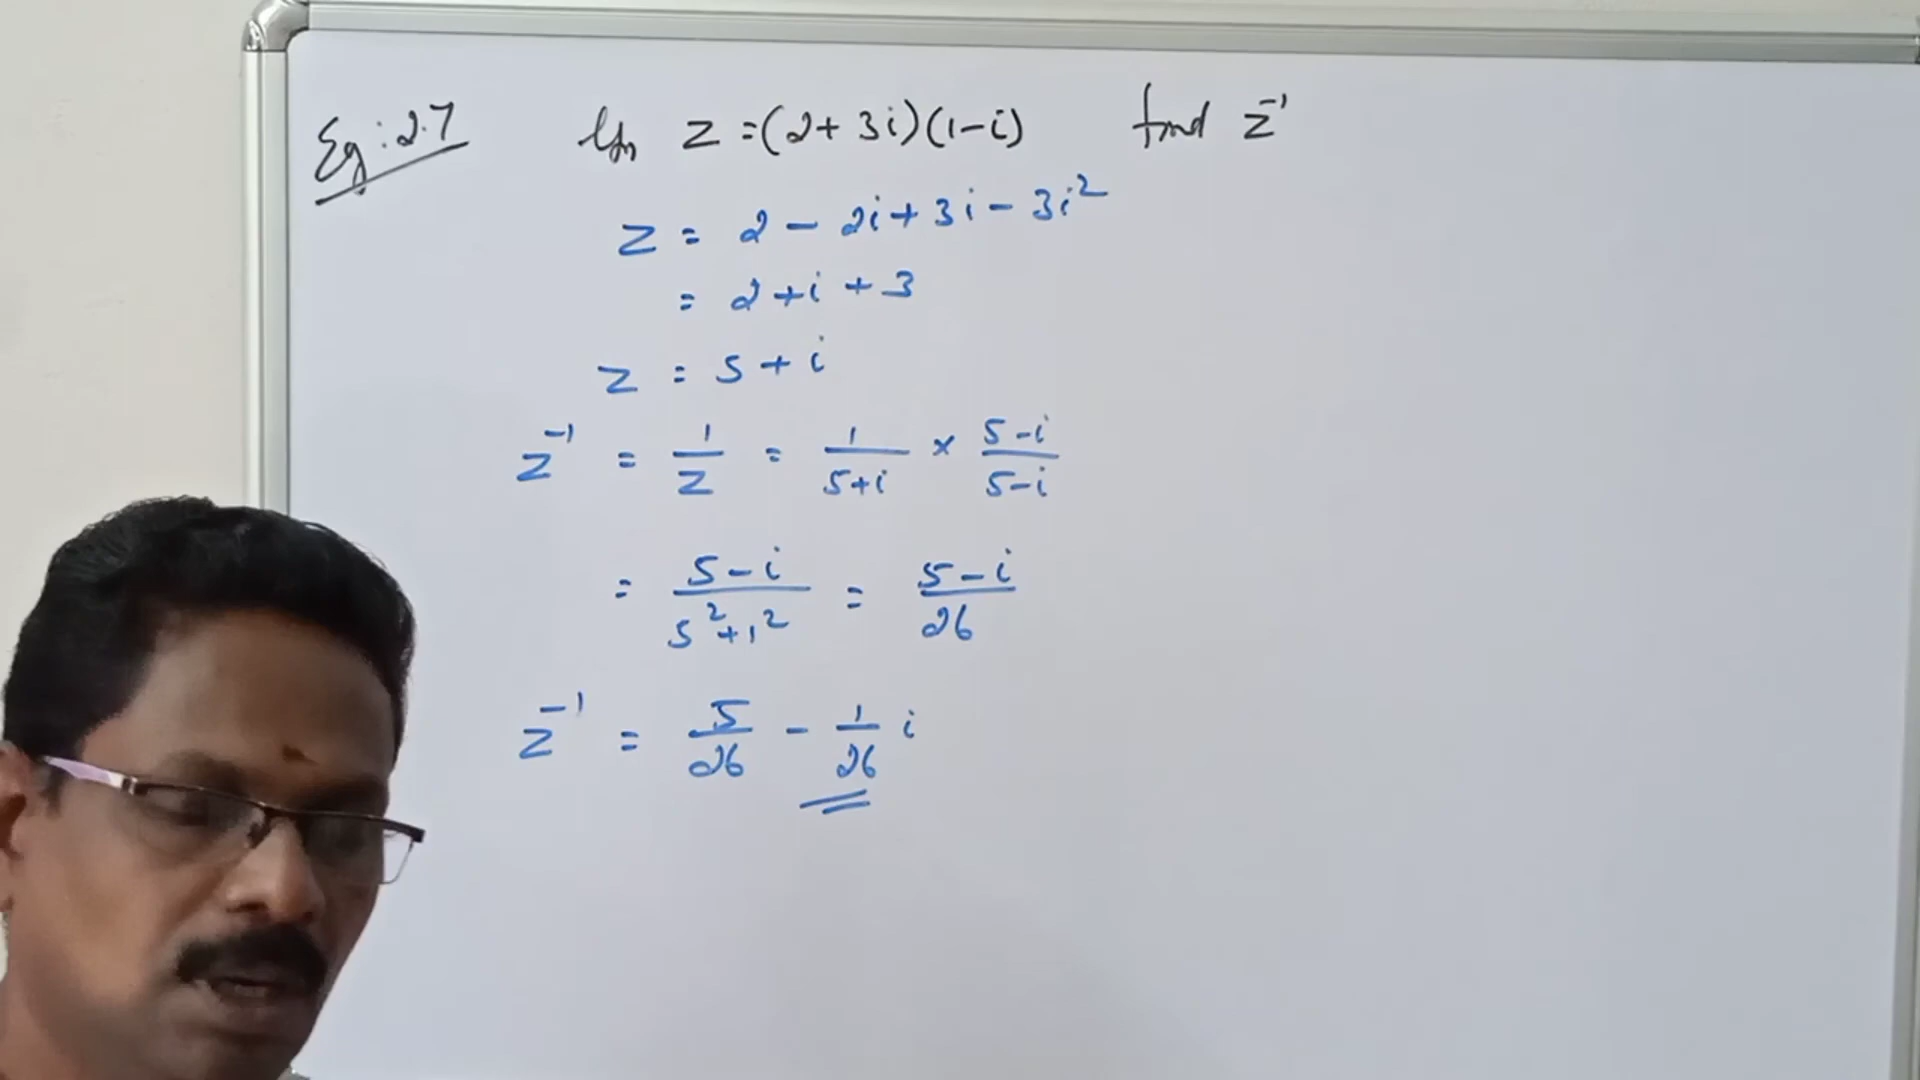 Eg: 2.7 z = (2+3i)(1-i) find z⁻¹
z = 2 - 2i + 3i - 3i²
= 2 + i + 3
z = 5 + i
z⁻¹ = 1/z = 1/(5+i) × (5-i)/(5-i)
= (5-i)/(5²+1²) = (5-i)/26
z⁻¹ = 5/26 - 1/26 i